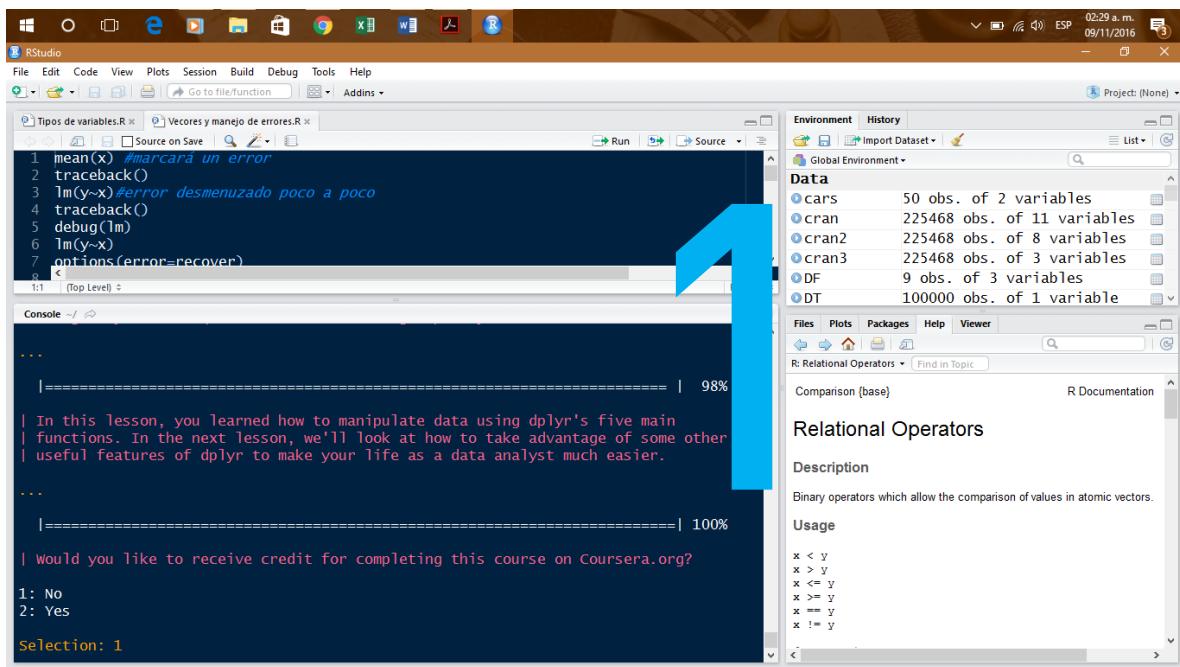 02:29 a. m.
ESP
09/11/2016
3
RStudio
File Edit Code View Plots Session Build Debug Tools Help
Go to file/function Addins
Project: (None)
Tipos de variables.R Vecores y manejo de errores.R
Source on Save Run Source
1 mean(x) #marcará un error
2 traceback()
3 lm(y~x)#error desmenuzado poco a poco
4 traceback()
5 debug(lm)
6 lm(y~x)
7 options(error=recover)
8
1:1 (Top Level)
Console ~/
...
|======================================================================== | 98%
| In this lesson, you learned how to manipulate data using dplyr's five main
| functions. In the next lesson, we'll look at how to take advantage of some other
| useful features of dplyr to make your life as a data analyst much easier.
...
|=========================================================================| 100%
| Would you like to receive credit for completing this course on Coursera.org?
1: No
2: Yes
Selection: 1
1
Environment History
Import Dataset List
Global Environment
Data
cars 50 obs. of 2 variables
cran 225468 obs. of 11 variables
cran2 225468 obs. of 8 variables
cran3 225468 obs. of 3 variables
DF 9 obs. of 3 variables
DT 100000 obs. of 1 variable
Files Plots Packages Help Viewer
R: Relational Operators Find in Topic
Comparison {base} R Documentation
Relational Operators
Description
Binary operators which allow the comparison of values in atomic vectors.
Usage
x < y
x > y
x <= y
x >= y
x == y
x != y